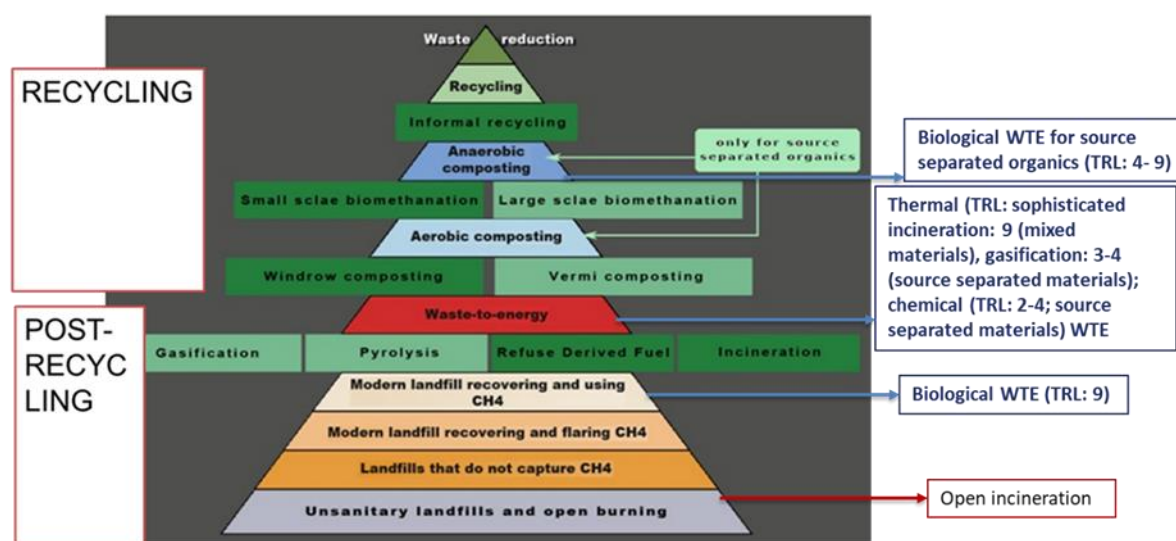 Waste reduction
RECYCLING
Recycling
Informal recycling
only for source
separated organics
Anaerobic
composting
Biological WTE for source
separated organics (TRL: 4- 9)
Small sclae biomethanation
Large sclae biomethanation
Aerobic composting
Thermal (TRL: sophisticated
incineration: 9 (mixed
materials), gasification: 3-4
(source separated materials);
chemical (TRL: 2-4; source
separated materials) WTE
Windrow composting
Vermi composting
Waste-to-energy
POST-
RECYC
LING
Gasification
Pyrolysis
Refuse Derived Fuel
Incineration
Modern landfill recovering and using
CH4
Biological WTE (TRL: 9)
Modern landfill recovering and flaring CH4
Landfills that do not capture CH4
Unsanitary landfills and open burning
Open incineration